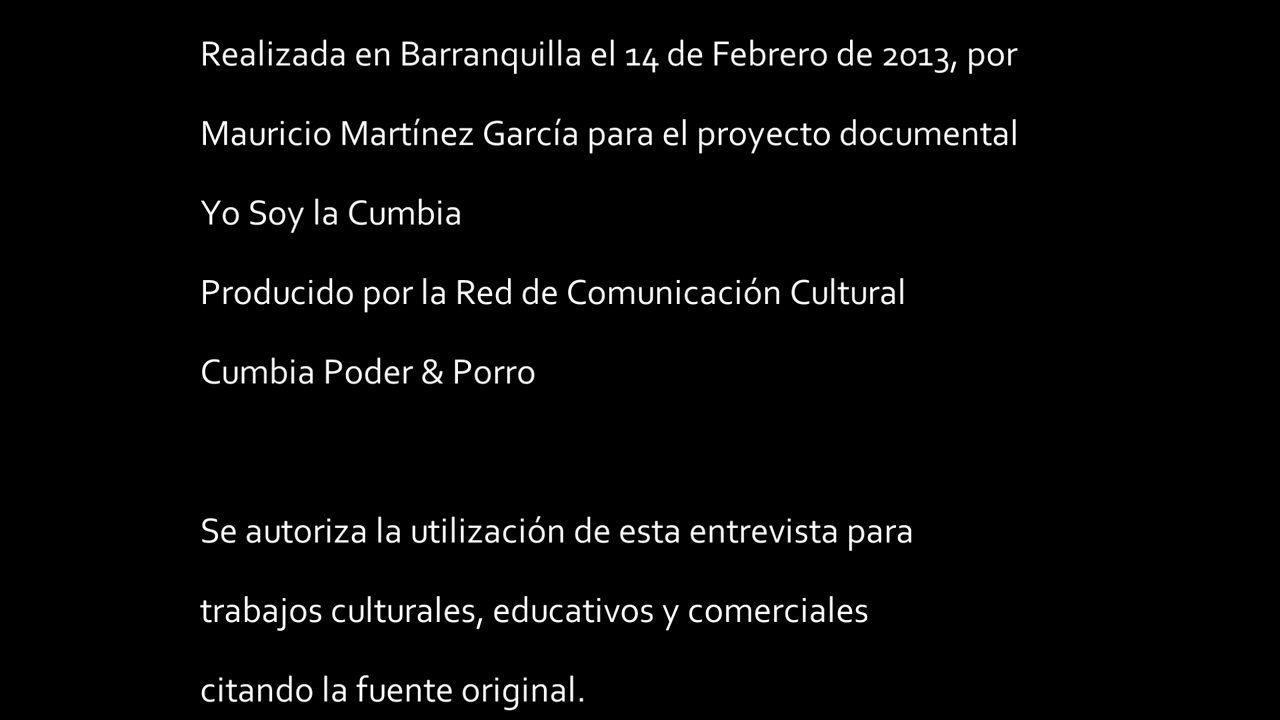 Realizada en Barranquilla el 14 de Febrero de 2013, por
Mauricio Martínez García para el proyecto documental
Yo Soy la Cumbia
Producido por la Red de Comunicación Cultural
Cumbia Poder & Porro
Se autoriza la utilización de esta entrevista para
trabajos culturales, educativos y comerciales
citando la fuente original.